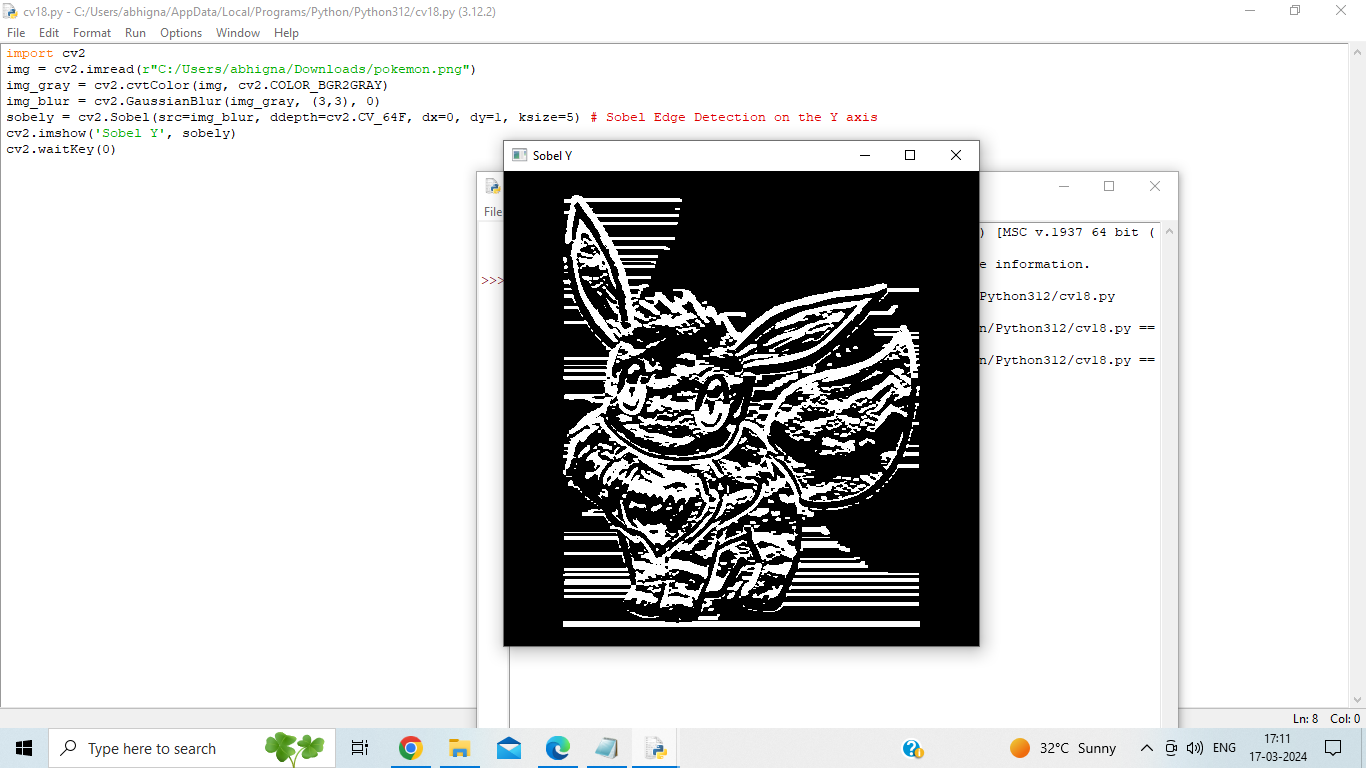 cv18.py - C:/Users/abhigna/AppData/Local/Programs/Python/Python312/cv18.py (3.12.2)
File Edit Format Run Options Window Help
import cv2
img = cv2.imread(r"C:/Users/abhigna/Downloads/pokemon.png")
img_gray = cv2.cvtColor(img, cv2.COLOR_BGR2GRAY)
img_blur = cv2.GaussianBlur(img_gray, (3,3), 0)
sobely = cv2.Sobel(src=img_blur, ddepth=cv2.CV_64F, dx=0, dy=1, ksize=5) # Sobel Edge Detection on the Y axis
cv2.imshow('Sobel Y', sobely)
cv2.waitKey(0)
Sobel Y
File
) [MSC v.1937 64 bit (
e information.
>>>
Python312/cv18.py
n/Python312/cv18.py ==
n/Python312/cv18.py ==
Ln: 8 Col: 0
Type here to search
32°C Sunny
ENG
17:11
17-03-2024